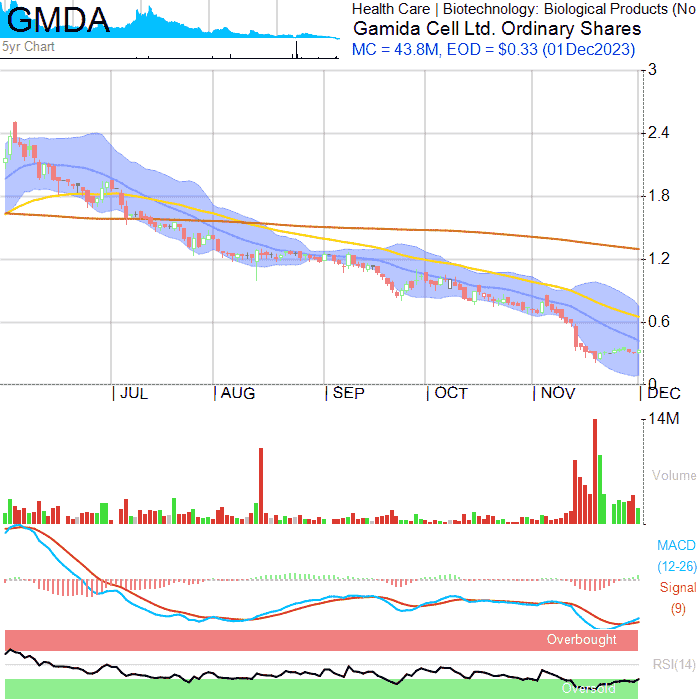 GMDA
Health Care | Biotechnology: Biological Products (No
Gamida Cell Ltd. Ordinary Shares
5yr Chart
MC = 43.8M, EOD = $0.33 (01Dec2023)
3
2.4
1.8
1.2
0.6
0
| JUL | AUG | SEP | OCT | NOV | DEC
14M
Volume
MACD
(12-26)
Signal
(9)
Overbought
RSI(14)
Oversold